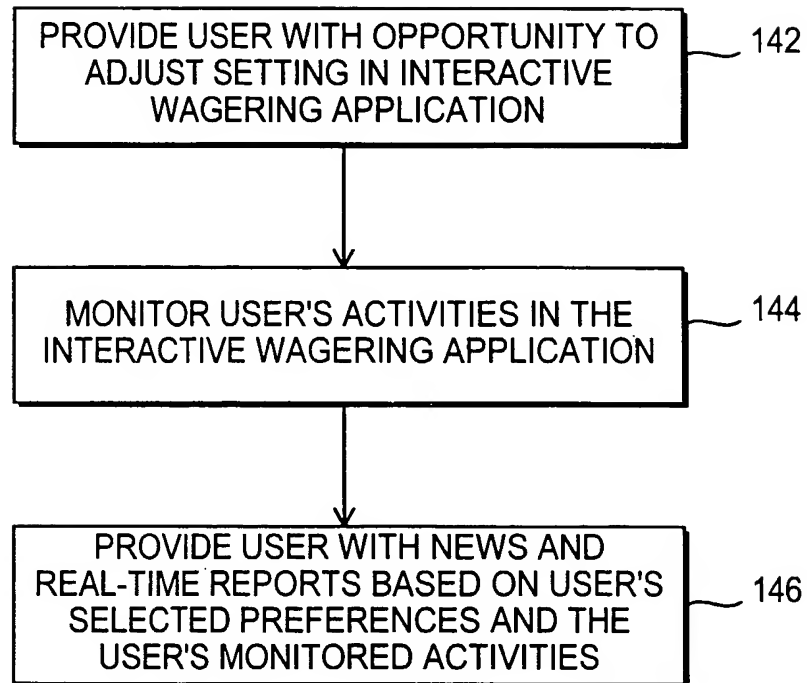 PROVIDE USER WITH OPPORTUNITY TO
ADJUST SETTING IN INTERACTIVE
WAGERING APPLICATION
142
MONITOR USER'S ACTIVITIES IN THE
INTERACTIVE WAGERING APPLICATION
144
PROVIDE USER WITH NEWS AND
REAL-TIME REPORTS BASED ON USER'S
SELECTED PREFERENCES AND THE
USER'S MONITORED ACTIVITIES
146